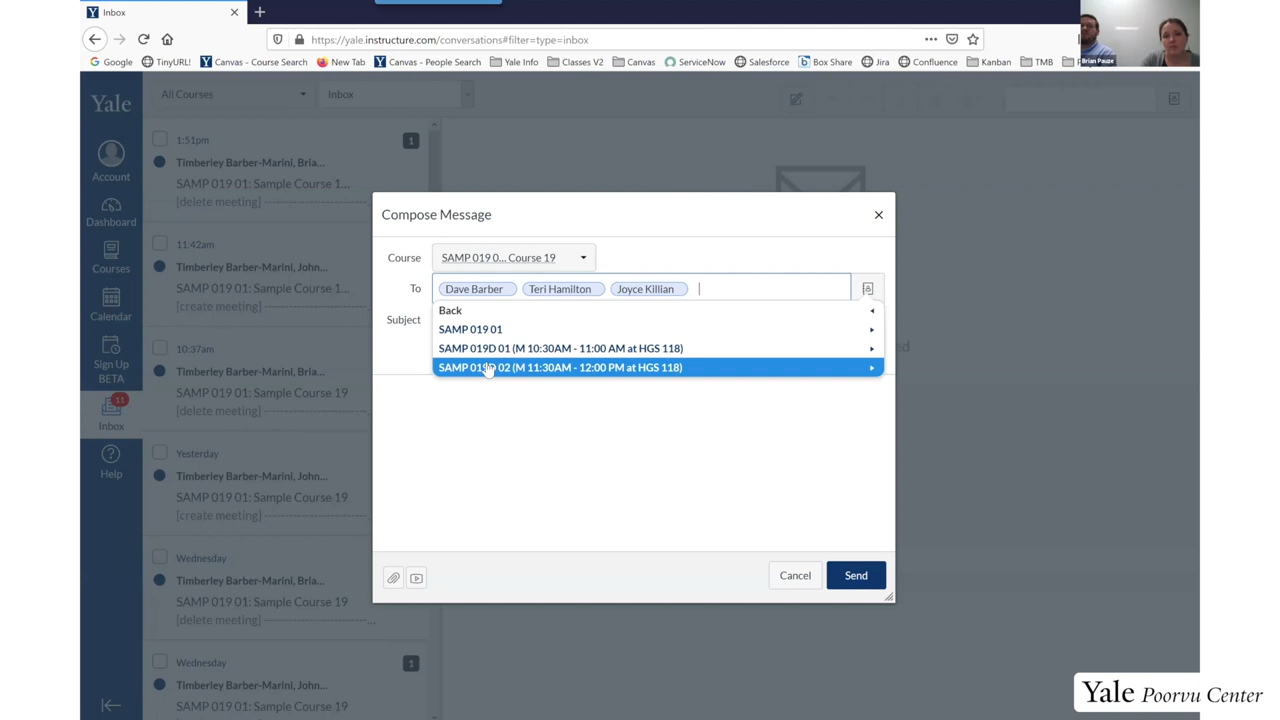 Inbox
https://yale.instructure.com/conversations#filter=type=inbox
Brian Pauze
Google
TinyURL!
Canvas - Course Search
New Tab
Canvas - People Search
Yale Info
Classes V2
Canvas
ServiceNow
Salesforce
Box Share
Jira
Confluence
Kanban
TMB
Yale
Account
Dashboard
Courses
Calendar
Sign Up
BETA
11
Inbox
Help
All Courses
Inbox
1:51pm
1
Timberley Barber-Marini, Bria...
SAMP 019 01: Sample Course 1...
[delete meeting]
11:42am
Timberley Barber-Marini, John...
SAMP 019 01: Sample Course 1...
[create meeting]
10:37am
Timberley Barber-Marini, John...
SAMP 019 01: Sample Course 19
[delete meeting]
Yesterday
Timberley Barber-Marini, John...
SAMP 019 01: Sample Course 19
[create meeting]
Wednesday
Timberley Barber-Marini, Bria...
SAMP 019 01: Sample Course 19
[delete meeting]
Wednesday
1
Timberley Barber-Marini, John...
SAMP 019 01: Sample Course 19
Compose Message
Course
SAMP 019 0... Course 19
To
Dave Barber
Teri Hamilton
Joyce Killian
Subject
Back
SAMP 019 01
SAMP 019D 01 (M 10:30AM - 11:00 AM at HGS 118)
SAMP 019D 02 (M 11:30AM - 12:00 PM at HGS 118)
Cancel
Send
Yale Poorvu Center